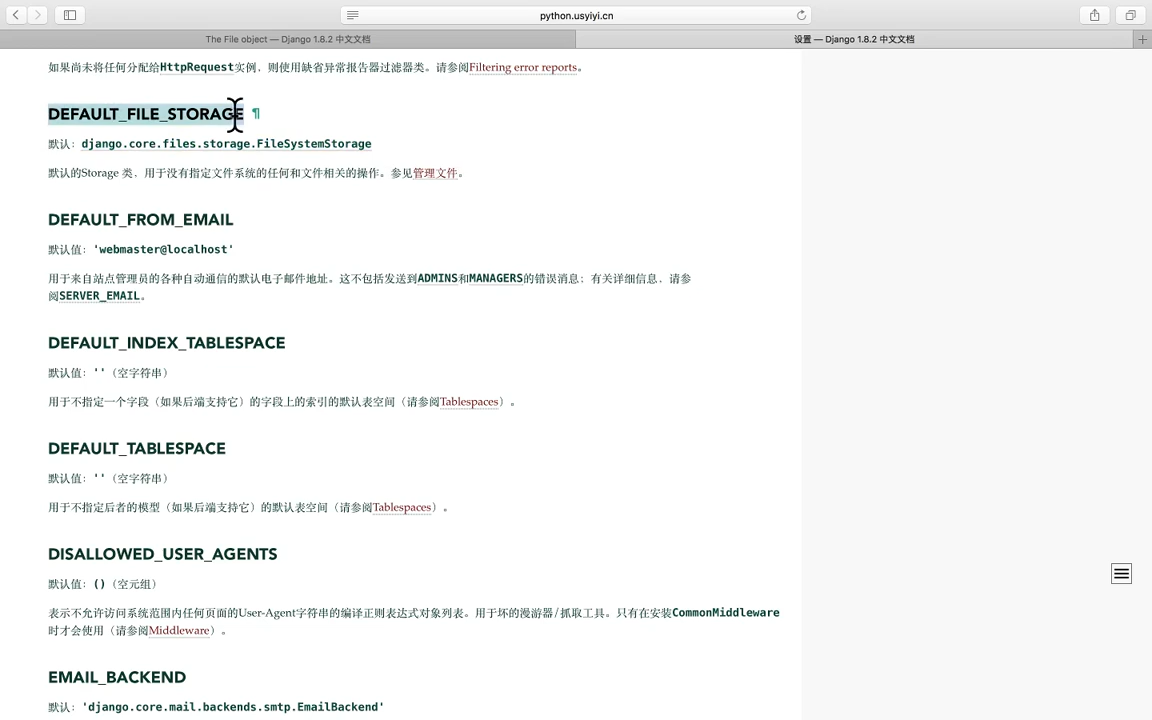 python.usyiyi.cn
The File object — Django 1.8.2 中文文档
设置 — Django 1.8.2 中文文档
如果尚未将任何分配给HttpRequest实例，则使用缺省异常报告器过滤器类。请参阅Filtering error reports。
DEFAULT_FILE_STORAGE ¶
默认：django.core.files.storage.FileSystemStorage
默认的Storage 类，用于没有指定文件系统的任何和文件相关的操作。参见管理文件。
DEFAULT_FROM_EMAIL
默认值：'webmaster@localhost'
用于来自站点管理员的各种自动通信的默认电子邮件地址。这不包括发送到ADMINS和MANAGERS的错误消息；有关详细信息，请参
阅SERVER_EMAIL。
DEFAULT_INDEX_TABLESPACE
默认值：''（空字符串）
用于不指定一个字段（如果后端支持它）的字段上的索引的默认表空间（请参阅Tablespaces）。
DEFAULT_TABLESPACE
默认值：''（空字符串）
用于不指定后者的模型（如果后端支持它）的默认表空间（请参阅Tablespaces）。
DISALLOWED_USER_AGENTS
默认值：()（空元组）
表示不允许访问系统范围内任何页面的User-Agent字符串的编译正则表达式对象列表。用于坏的漫游器/抓取工具。只有在安装CommonMiddleware
时才会使用（请参阅Middleware）。
EMAIL_BACKEND
默认：'django.core.mail.backends.smtp.EmailBackend'